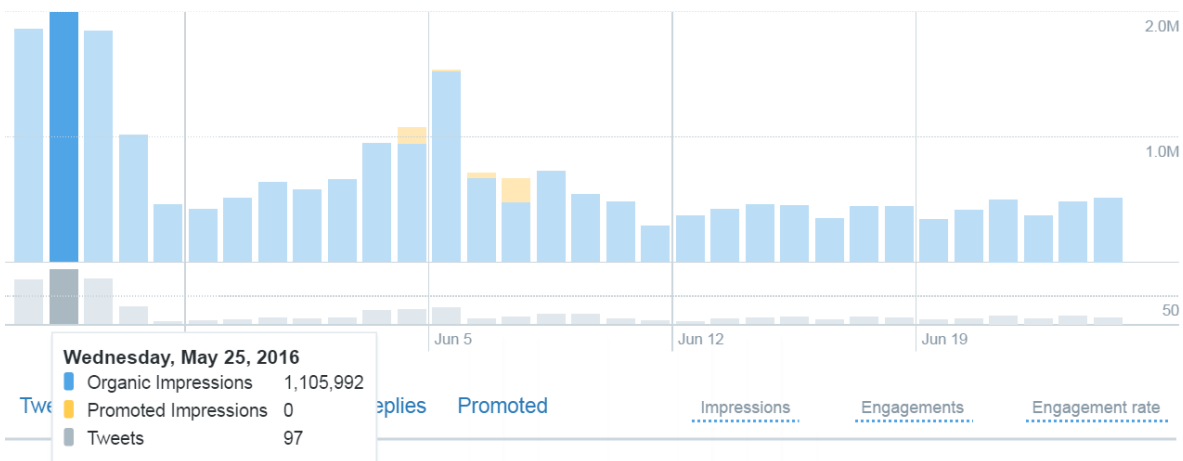 2.0M
1.0M
50
Jun 5
Jun 12
Jun 19
Wednesday, May 25, 2016
Organic Impressions 1,105,992
Promoted Impressions 0
Tweets 97
Twe
eplies
Promoted
Impressions
Engagements
Engagement rate